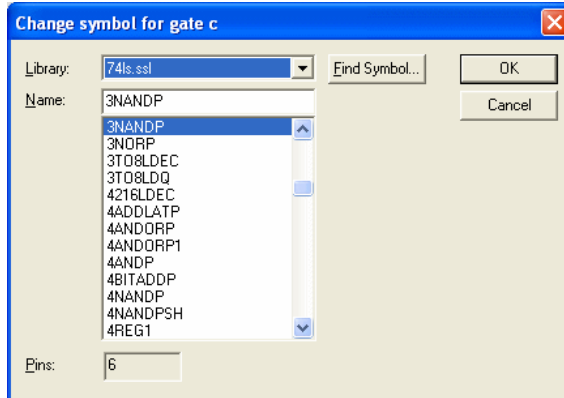 Change symbol for gate c
Library: 74ls.ssl Find Symbol... OK
Name: 3NANDP Cancel
3NANDP
3NORP
3TO8LDEC
3TO8LDQ
4216LDEC
4ADDLATP
4ANDORP
4ANDORP1
4ANDP
4BITADDP
4NANDP
4NANDPSH
4REG1
Pins: 6